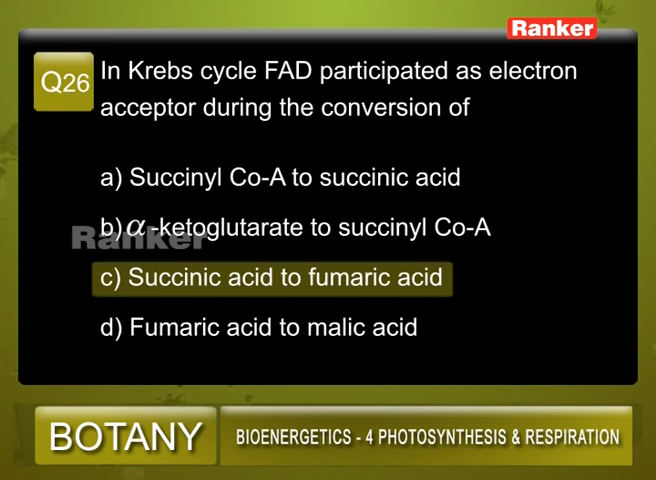 Ranker
Q26
In Krebs cycle FAD participated as electron
acceptor during the conversion of
a) Succinyl Co-A to succinic acid
b) α -ketoglutarate to succinyl Co-A
Ranker
c) Succinic acid to fumaric acid
d) Fumaric acid to malic acid
BOTANY
BIOENERGETICS - 4 PHOTOSYNTHESIS & RESPIRATION